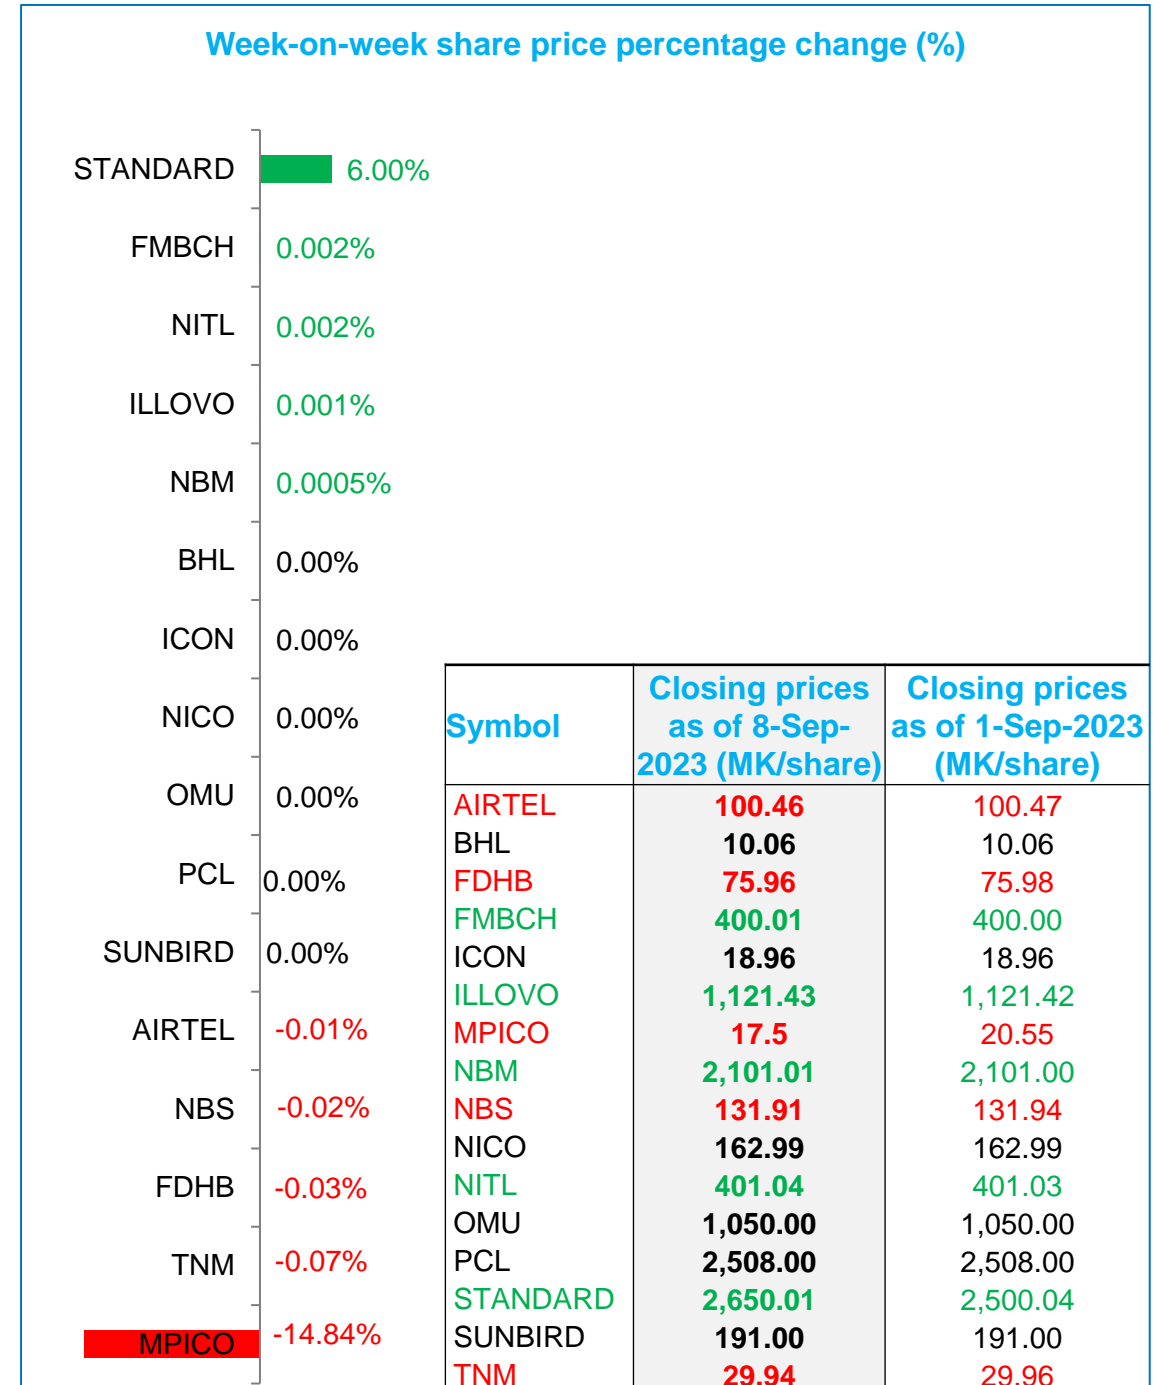 Week-on-week share price percentage change (%)
STANDARD 6.00%
FMBCH 0.002%
NITL 0.002%
ILLOVO 0.001%
NBM 0.0005%
BHL 0.00%
ICON 0.00%
NICO 0.00%
OMU 0.00%
PCL 0.00%
SUNBIRD 0.00%
AIRTEL -0.01%
NBS -0.02%
FDHB -0.03%
TNM -0.07%
MPICO -14.84%
Symbol
Closing prices
as of 8-Sep-
2023 (MK/share)
Closing prices
as of 1-Sep-2023
(MK/share)
AIRTEL 100.46 100.47
BHL 10.06 10.06
FDHB 75.96 75.98
FMBCH 400.01 400.00
ICON 18.96 18.96
ILLOVO 1,121.43 1,121.42
MPICO 17.5 20.55
NBM 2,101.01 2,101.00
NBS 131.91 131.94
NICO 162.99 162.99
NITL 401.04 401.03
OMU 1,050.00 1,050.00
PCL 2,508.00 2,508.00
STANDARD 2,650.01 2,500.04
SUNBIRD 191.00 191.00
TNM 29.94 29.96